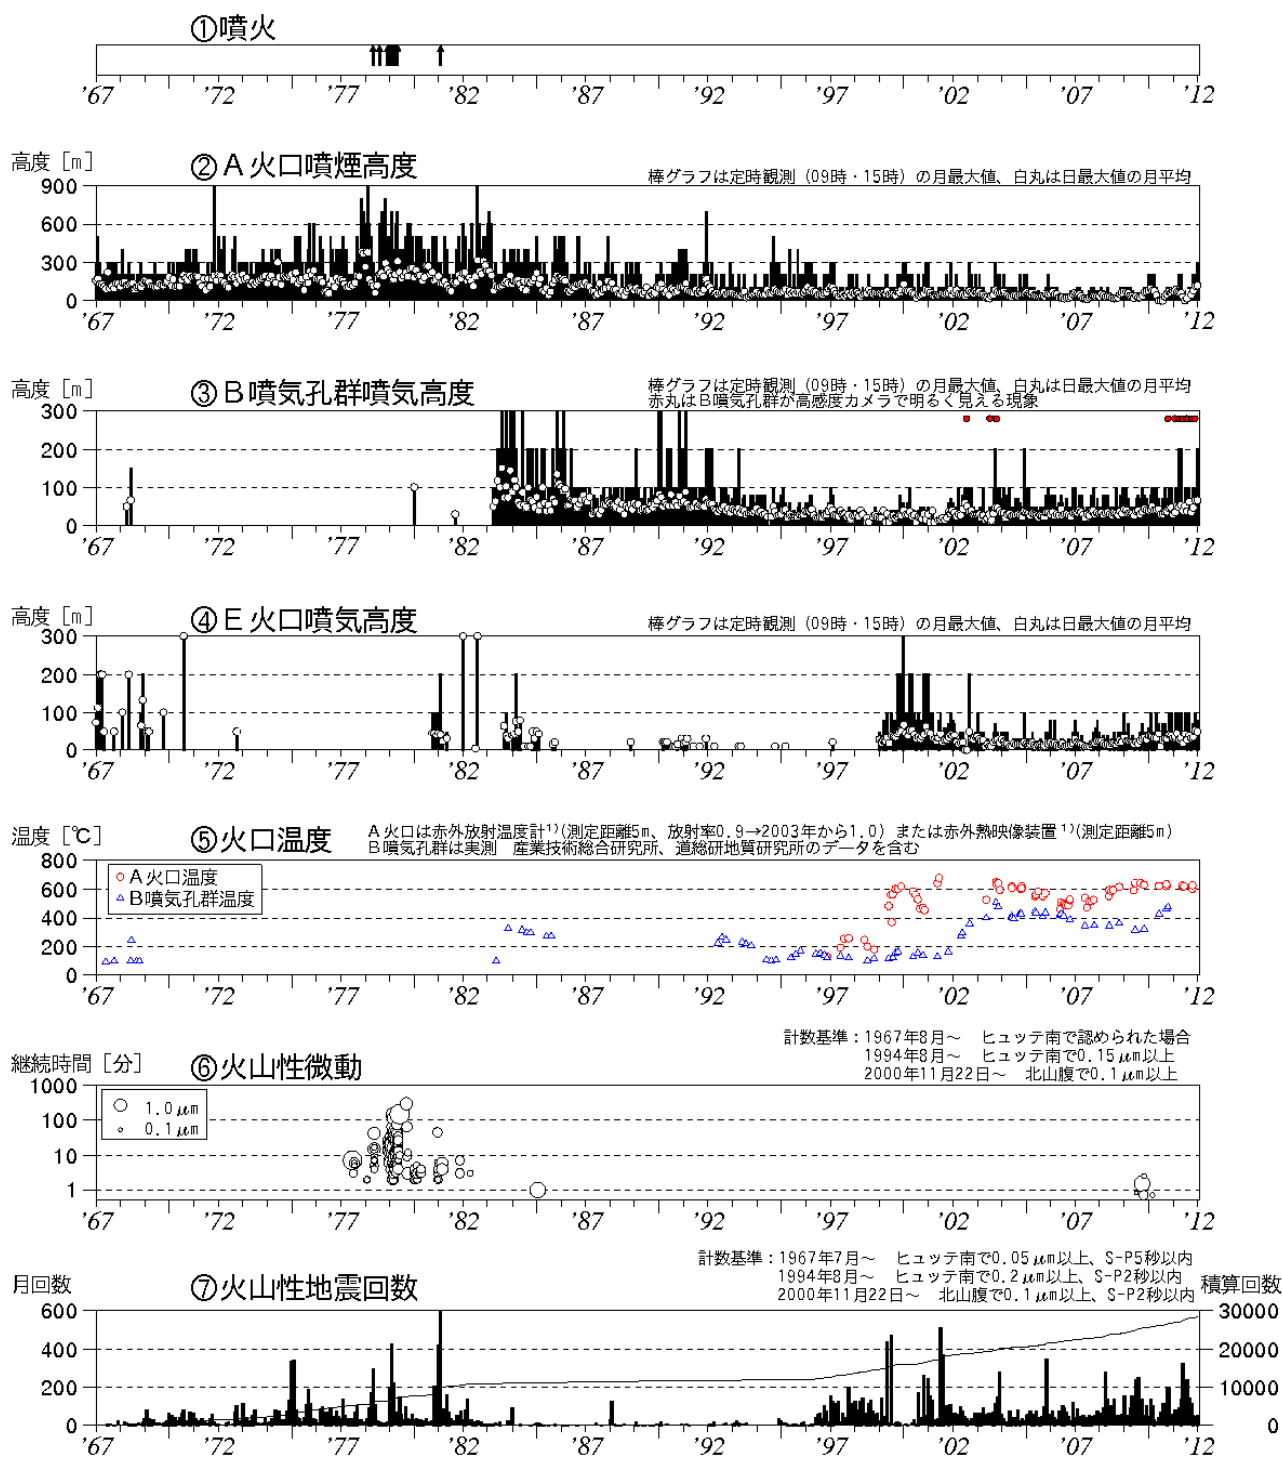 ①噴火
'67 '72 '77 '82 '87 '92 '97 '02 '07 '12
②A火口噴煙高度
高度 [m]
棒グラフは定時観測 (09時・15時) の月最大値、白丸は日最大値の月平均
900
600
300
0
'67 '72 '77 '82 '87 '92 '97 '02 '07 '12
③B噴気孔群噴気高度
高度 [m]
棒グラフは定時観測 (09時・15時) の月最大値、白丸は日最大値の月平均
赤丸はB噴気孔群が高感度カメラで明るく見える現象
300
200
100
0
'67 '72 '77 '82 '87 '92 '97 '02 '07 '12
④E火口噴気高度
高度 [m]
棒グラフは定時観測 (09時・15時) の月最大値、白丸は日最大値の月平均
300
200
100
0
'67 '72 '77 '82 '87 '92 '97 '02 '07 '12
⑤火口温度
温度 [℃]
A火口は赤外放射温度計¹⁾(測定距離5m、放射率0.9→2003年から1.0) または赤外熱映像装置¹⁾(測定距離5m)
B噴気孔群は実測 産業技術総合研究所、道総研地質研究所のデータを含む
800
600
400
200
0
A火口温度
B噴気孔群温度
'67 '72 '77 '82 '87 '92 '97 '02 '07 '12
計数基準：1967年8月～ ヒュッテ南で認められた場合
1994年8月～ ヒュッテ南で0.15μm以上
2000年11月22日～ 北山腹で0.1μm以上
⑥火山性微動
継続時間 [分]
1000
100
10
1
1.0μm
0.1μm
'67 '72 '77 '82 '87 '92 '97 '02 '07 '12
計数基準：1967年7月～ ヒュッテ南で0.05μm以上、S-P5秒以内
1994年8月～ ヒュッテ南で0.2μm以上、S-P2秒以内
2000年11月22日～ 北山腹で0.1μm以上、S-P2秒以内
⑦火山性地震回数
月回数
積算回数
600 30000
400 20000
200 10000
0 0
'67 '72 '77 '82 '87 '92 '97 '02 '07 '12